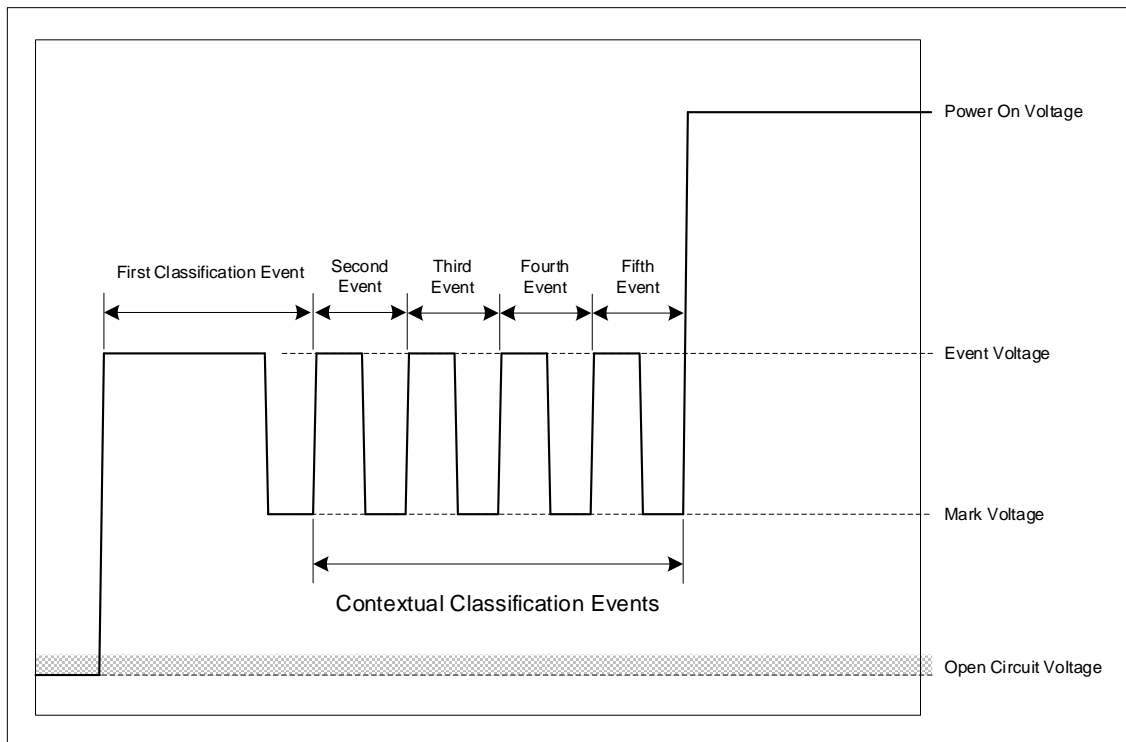 Power On Voltage
First Classification Event
Second
Event
Third
Event
Fourth
Event
Fifth
Event
Event Voltage
Mark Voltage
Contextual Classification Events
Open Circuit Voltage